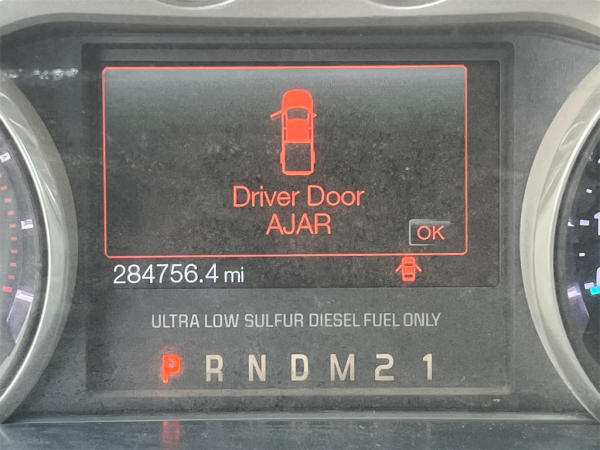 Driver Door
AJAR
OK
284756.4 mi
ULTRA LOW SULFUR DIESEL FUEL ONLY
P R N D M 2 1